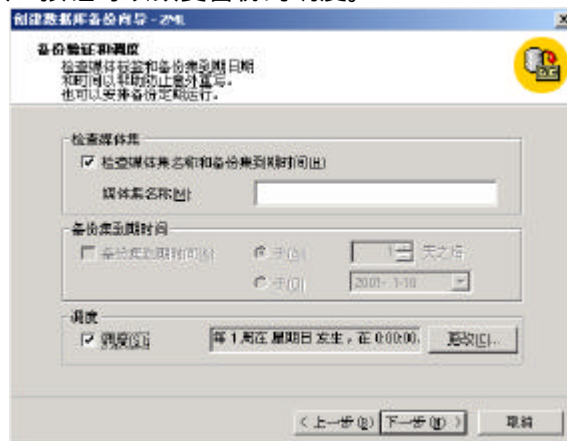 创建数据库备份向导 - ZML
备份验证和调度
检查媒体标签和备份集到期日期
和时间以帮助防止意外重写。
也可以安排备份定期运行。
检查媒体集
检查媒体集名称和备份集到期时间(H)
媒体集名称(M):
备份集到期时间
备份集到期时间(K)
于(A) 1 天之后
于(O) 2001- 1-10
调度
调度(S):
每 1 周在 星期日 发生，在 0:00:00. 更改(C)...
< 上一步(B) 下一步(N) > 取消